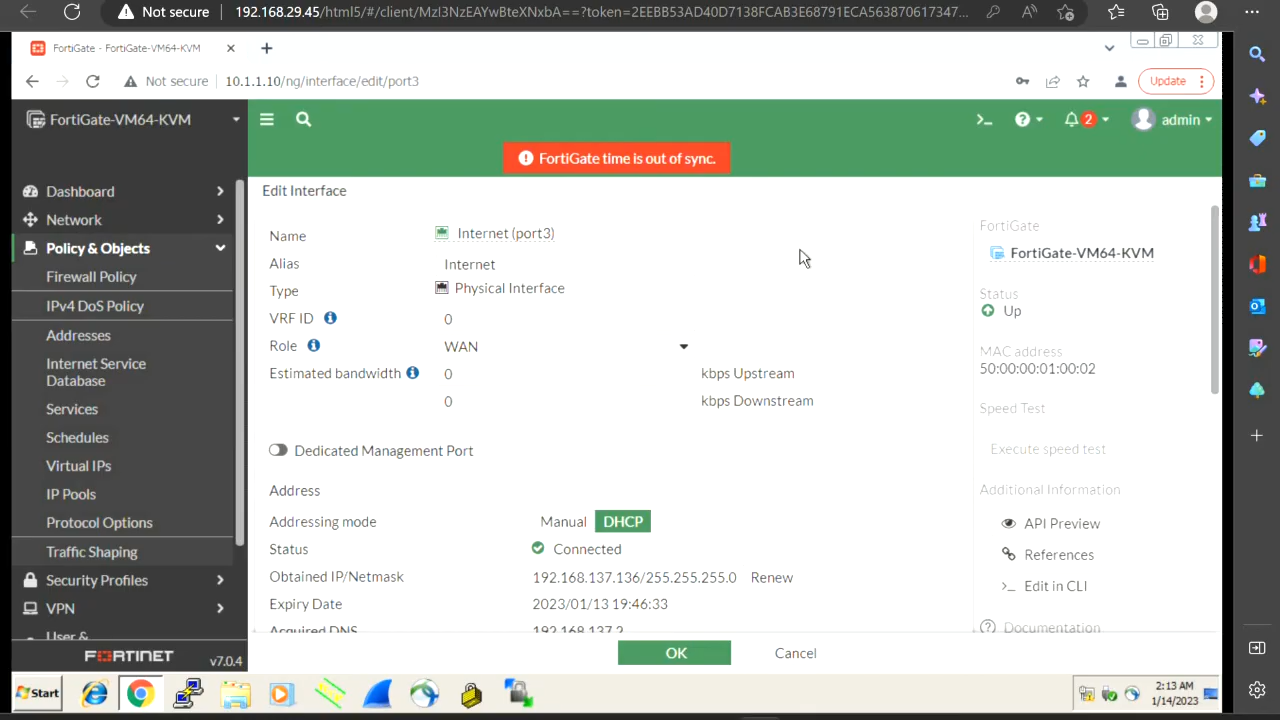 Not secure 192.168.29.45/html5/#/client/MzI3NzEAYwBteXNxbA==?token=2EEBB53AD40D7138FCAB3E68791ECA563870617347...
FortiGate - FortiGate-VM64-KVM
Not secure 10.1.1.10/ng/interface/edit/port3
Update
FortiGate-VM64-KVM
2
admin
FortiGate time is out of sync.
Dashboard
Network
Policy & Objects
Firewall Policy
IPv4 DoS Policy
Addresses
Internet Service
Database
Services
Schedules
Virtual IPs
IP Pools
Protocol Options
Traffic Shaping
Security Profiles
VPN
User &
FORTINET
v7.0.4
Edit Interface
Name Internet (port3)
Alias Internet
Type Physical Interface
VRF ID 0
Role WAN
Estimated bandwidth 0 kbps Upstream
0 kbps Downstream
Dedicated Management Port
Address
Addressing mode Manual DHCP
Status Connected
Obtained IP/Netmask 192.168.137.136/255.255.255.0 Renew
Expiry Date 2023/01/13 19:46:33
Acquired DNS 192.168.137.2
OK Cancel
FortiGate
FortiGate-VM64-KVM
Status
Up
MAC address
50:00:00:01:00:02
Speed Test
Execute speed test
Additional Information
API Preview
References
Edit in CLI
Documentation
Start
2:13 AM
1/14/2023